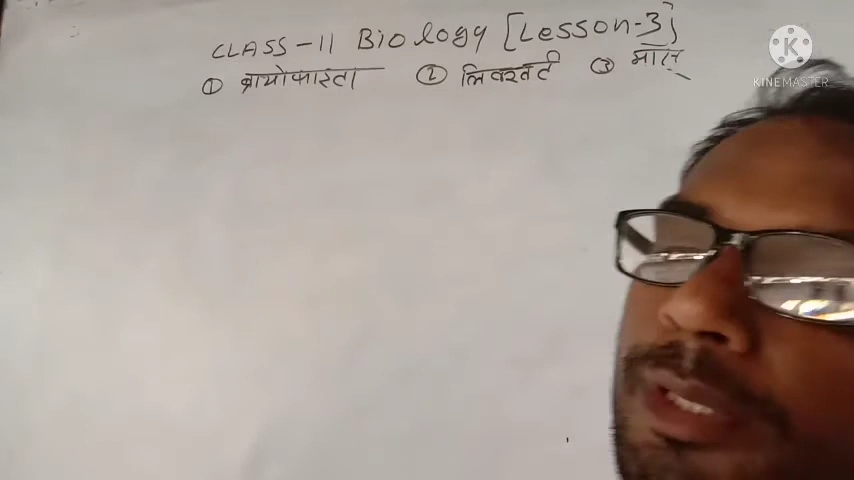 CLASS-11 Biology [Lesson-3]
① ब्रायोफाइटा ② लिवरवर्ट ③ मॉस
KINEMASTER